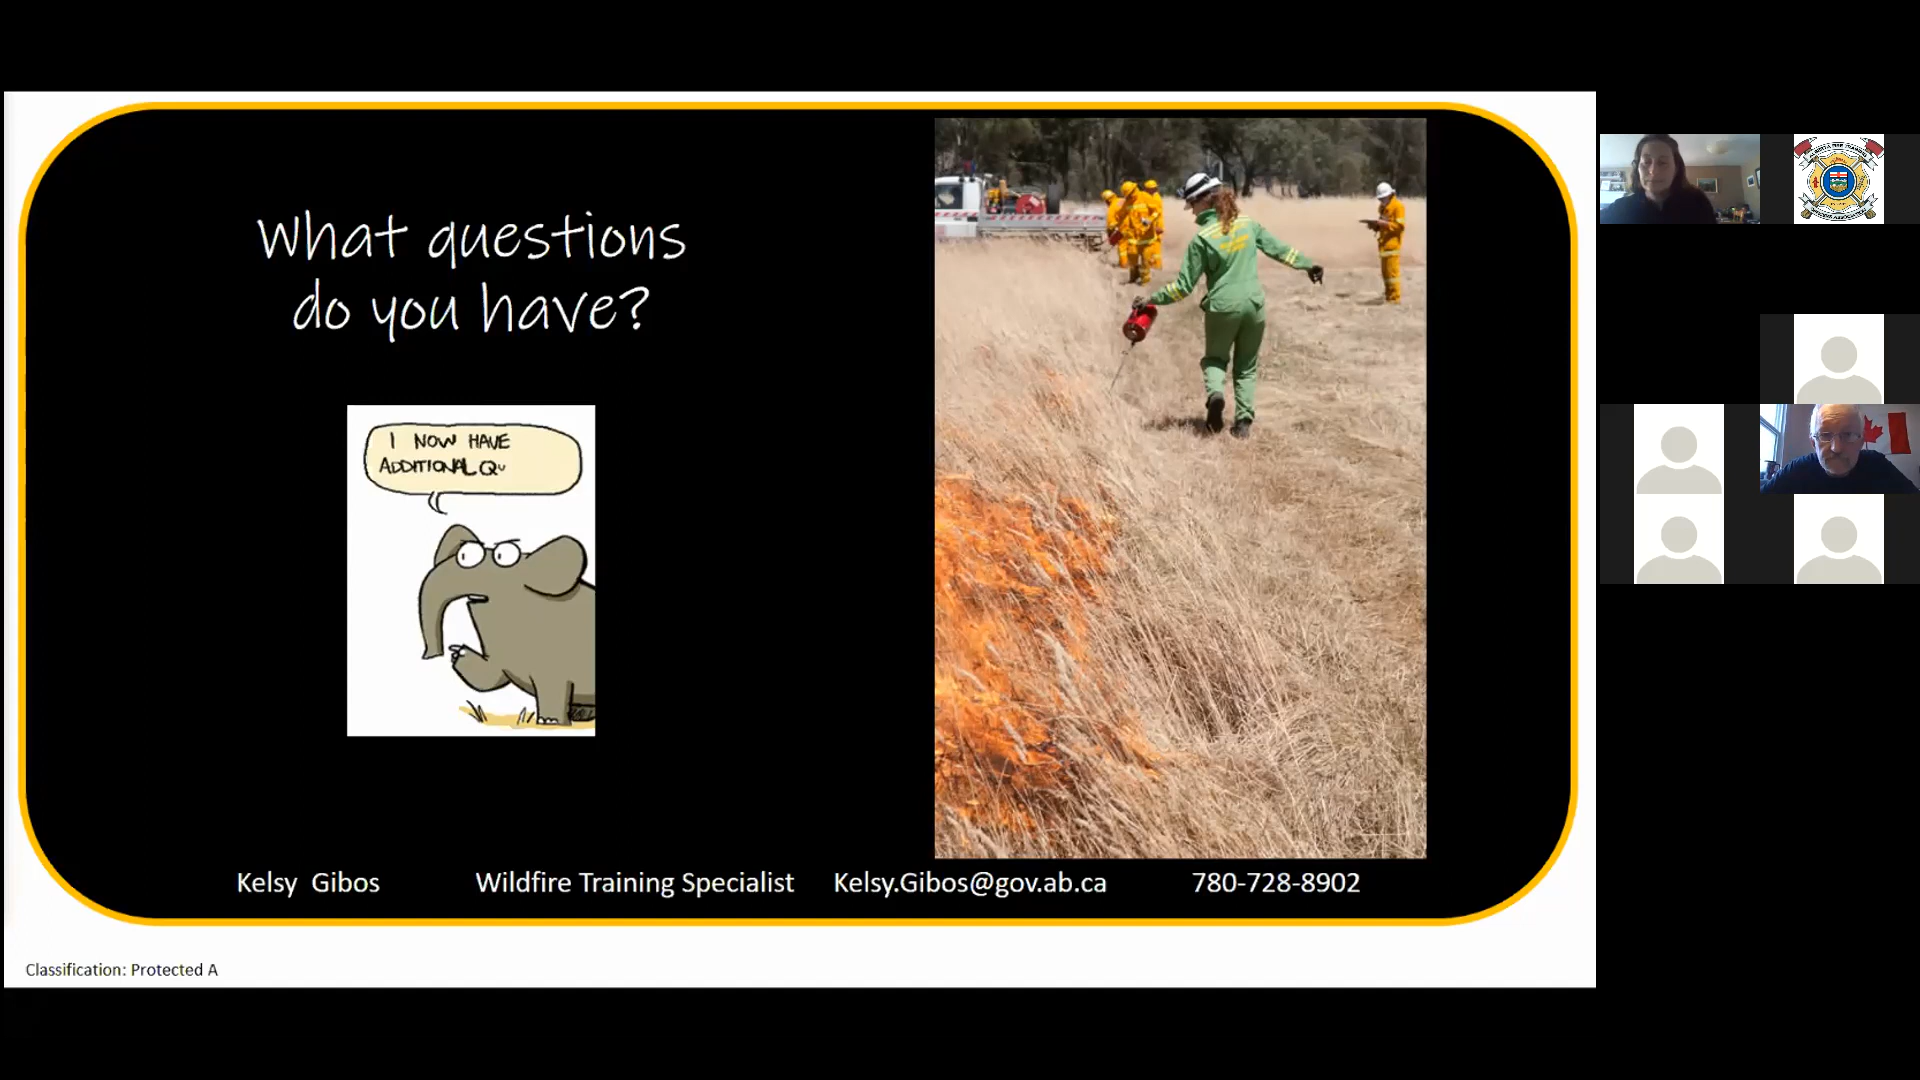 What questions
do you have?
I NOW HAVE
ADDITIONAL QU
Kelsy Gibos Wildfire Training Specialist Kelsy.Gibos@gov.ab.ca 780-728-8902
Classification: Protected A